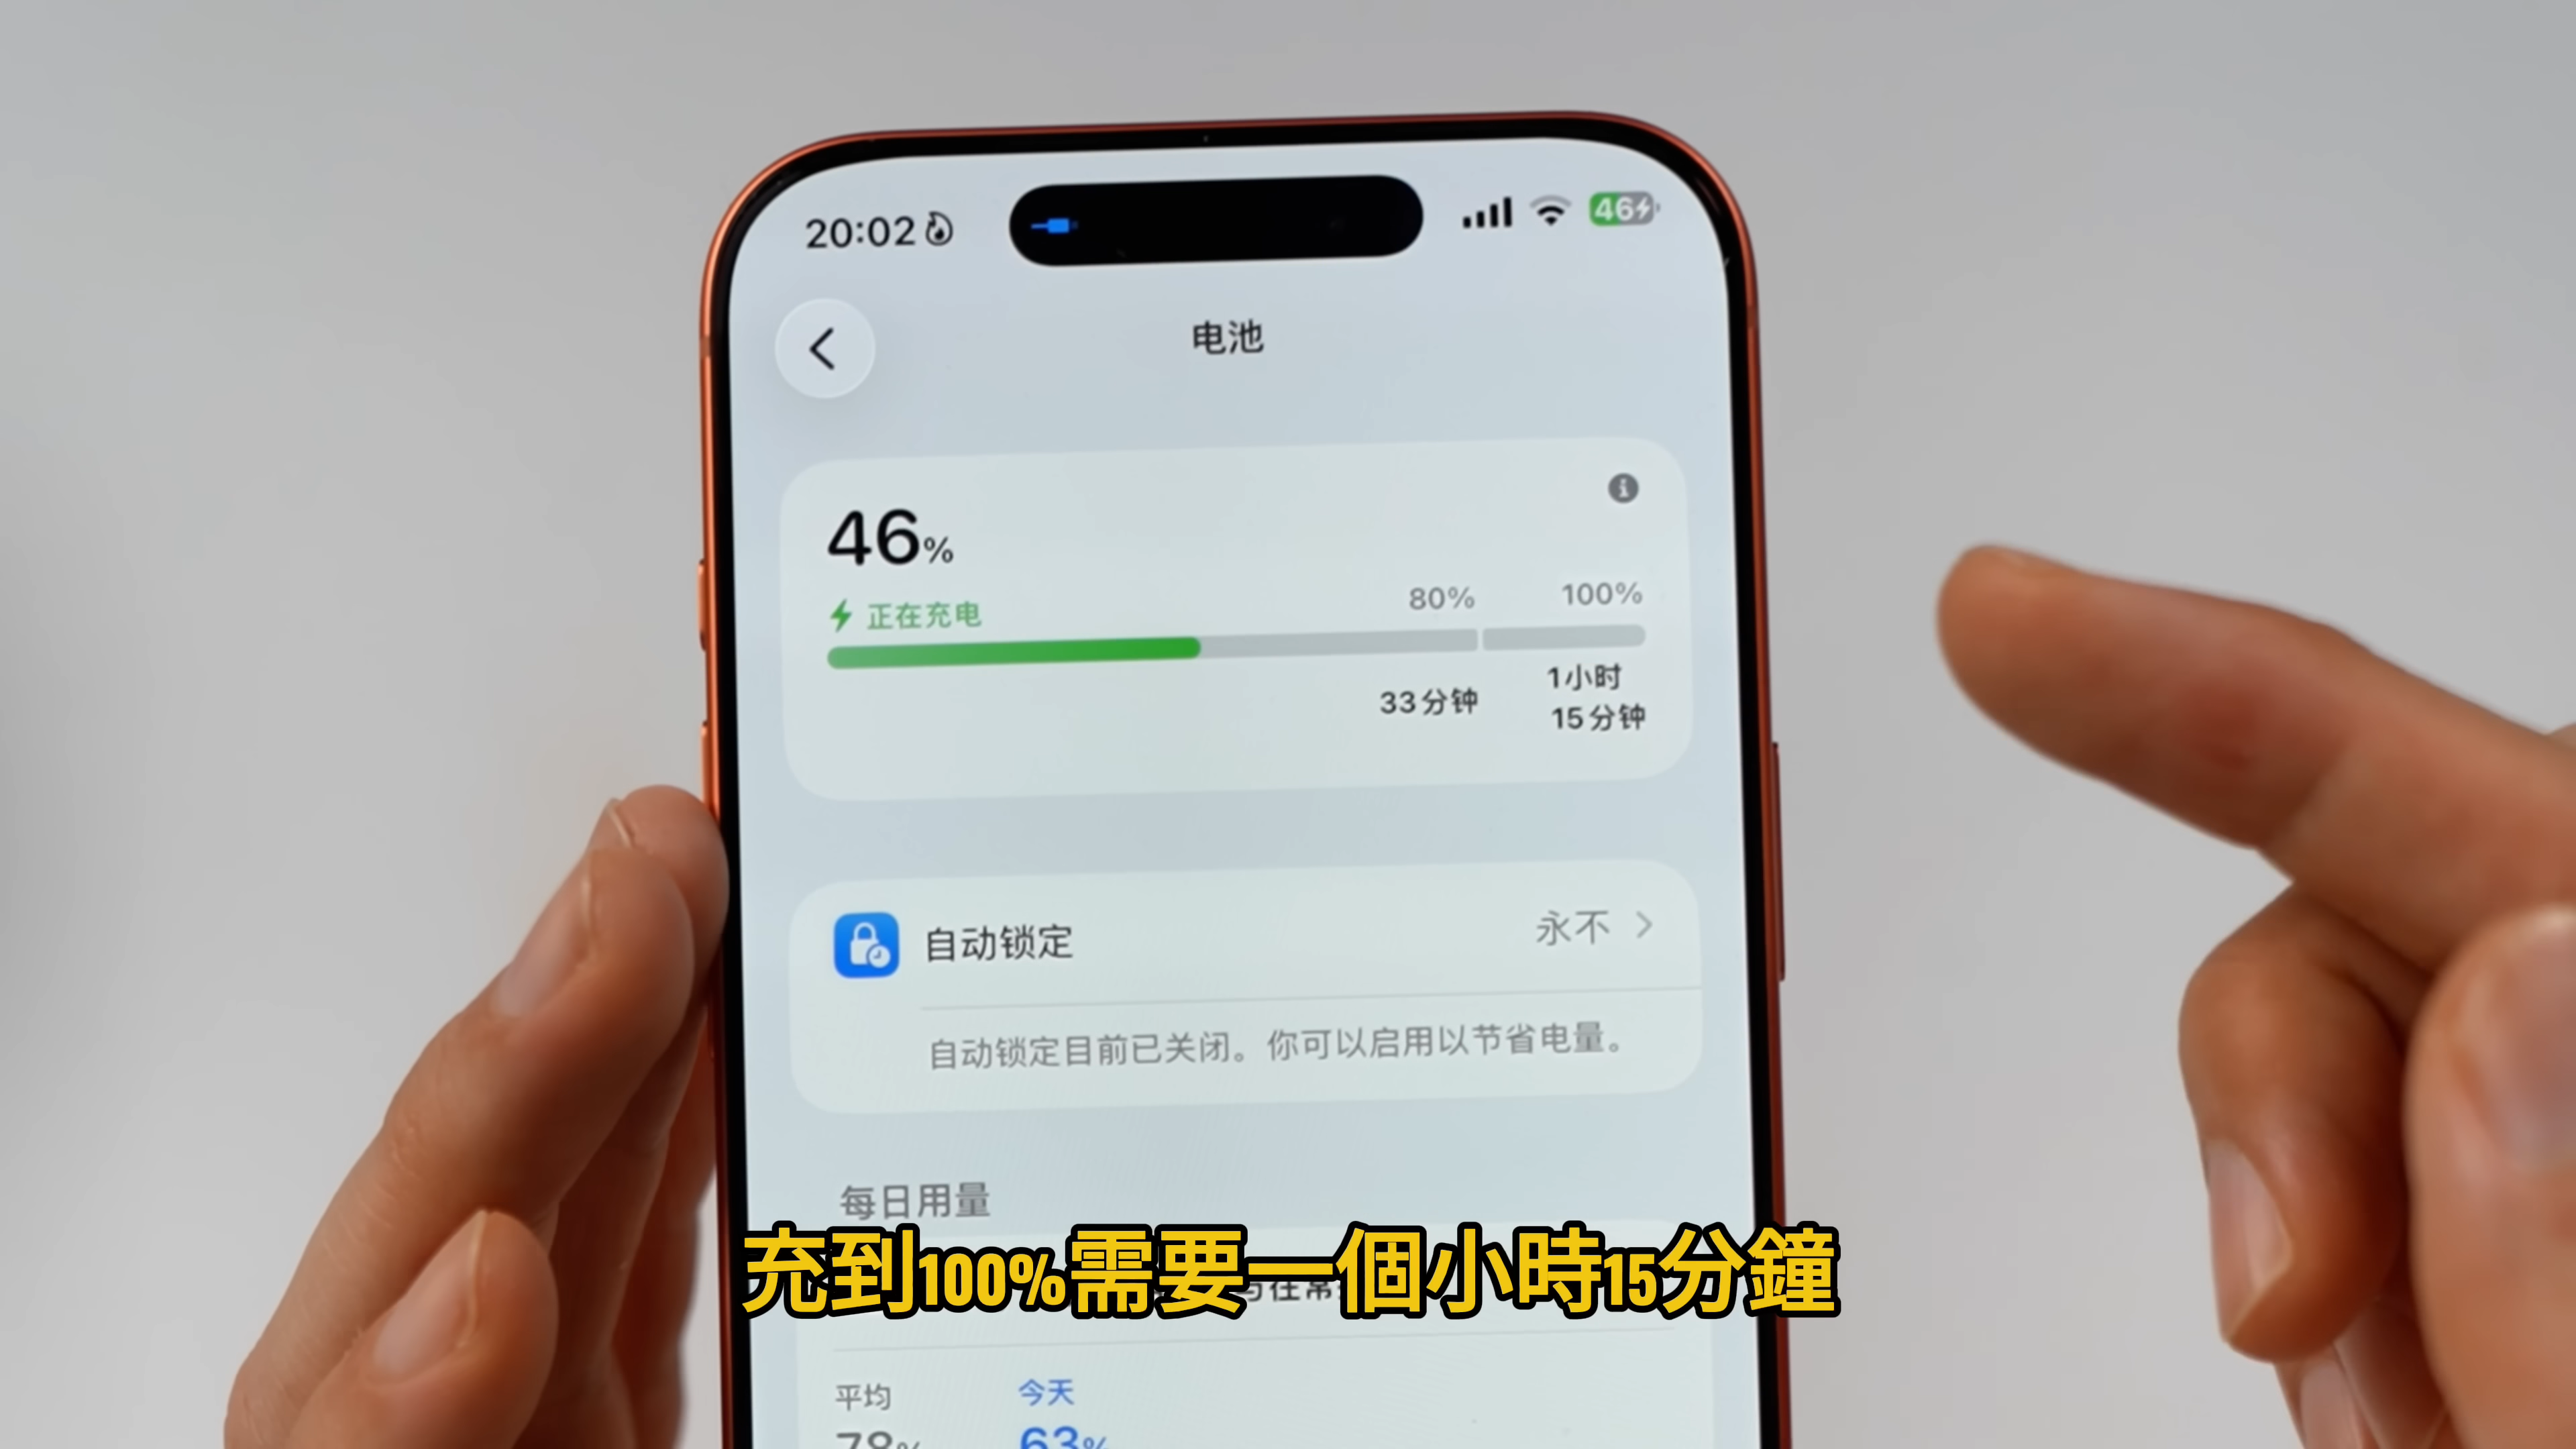 20:02
46
电池
46%
正在充电
80%
100%
33分钟
1小时
15分钟
自动锁定
永不
自动锁定目前已关闭。你可以启用以节省电量。
每日用量
充到100%需要一個小時15分鐘
平均
今天
78%
63%